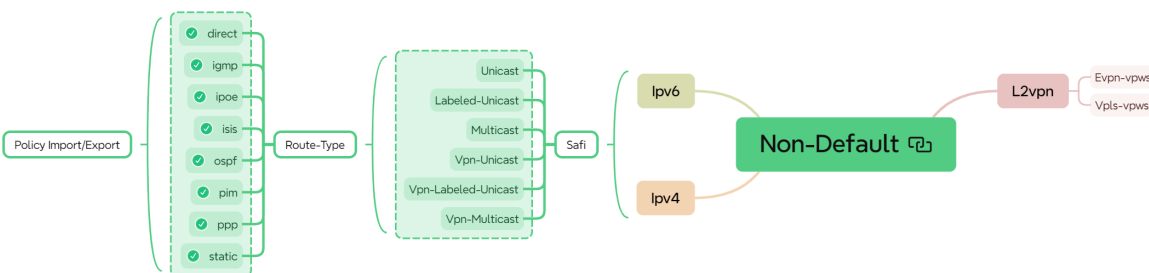 Policy Import/Export
direct
igmp
ipoe
isis
ospf
pim
ppp
static
Route-Type
Unicast
Labeled-Unicast
Multicast
Vpn-Unicast
Vpn-Labeled-Unicast
Vpn-Multicast
Safi
Ipv6
Ipv4
Non-Default
L2vpn
Evpn-vpws
Vpls-vpws